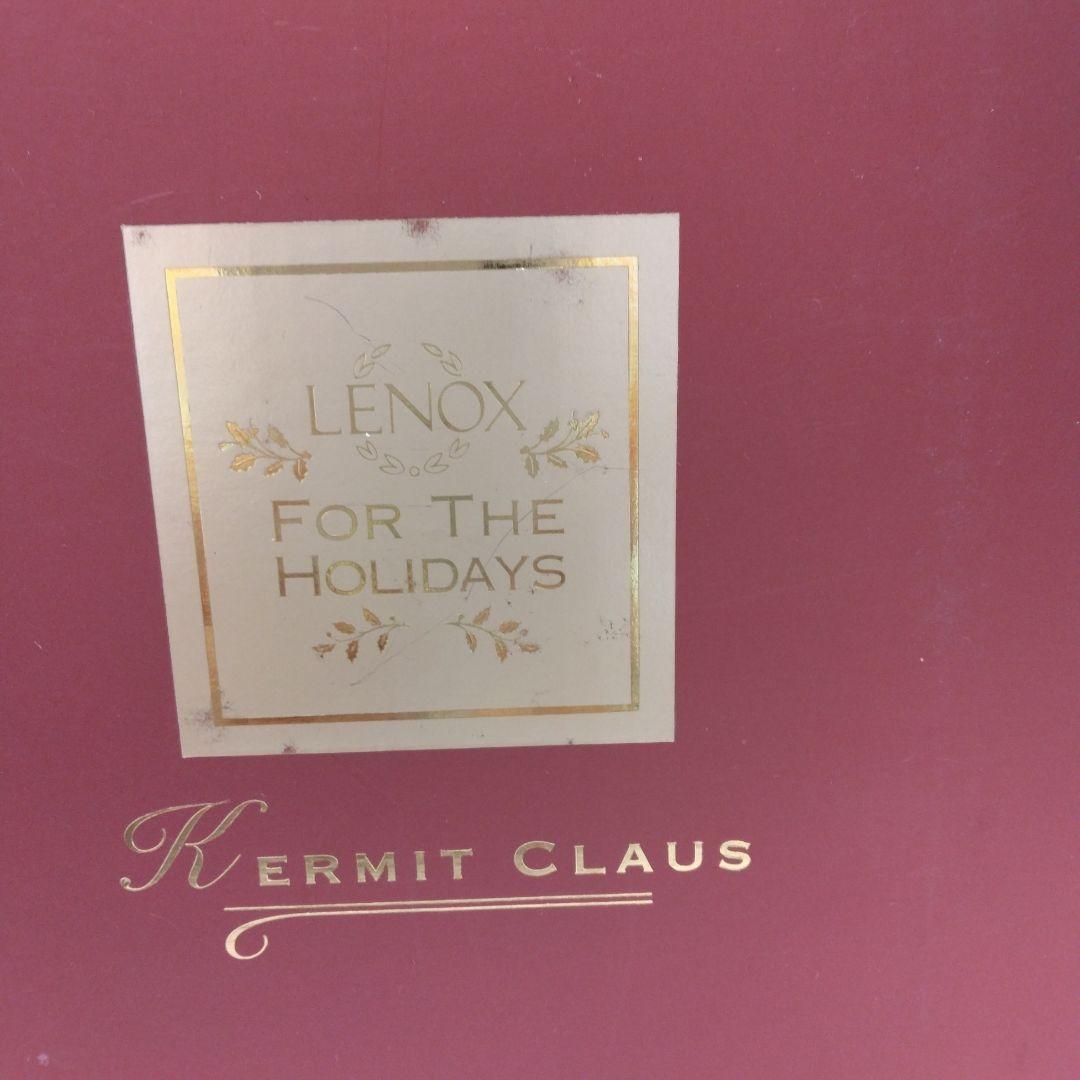 LENOX
FOR THE
HOLIDAYS
KERMIT CLAUS